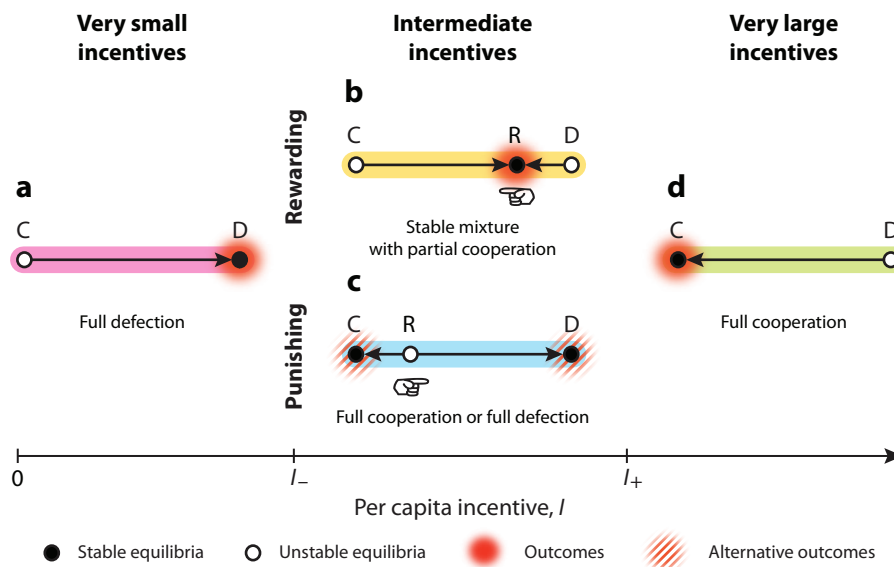 Very small
incentives
Intermediate
incentives
Very large
incentives
a
C
D
Full defection
Rewarding
b
C
R
D
Stable mixture
with partial cooperation
Punishing
c
C
R
D
Full cooperation or full defection
d
C
D
Full cooperation
0
I−
I+
Per capita incentive, I
Stable equilibria
Unstable equilibria
Outcomes
Alternative outcomes